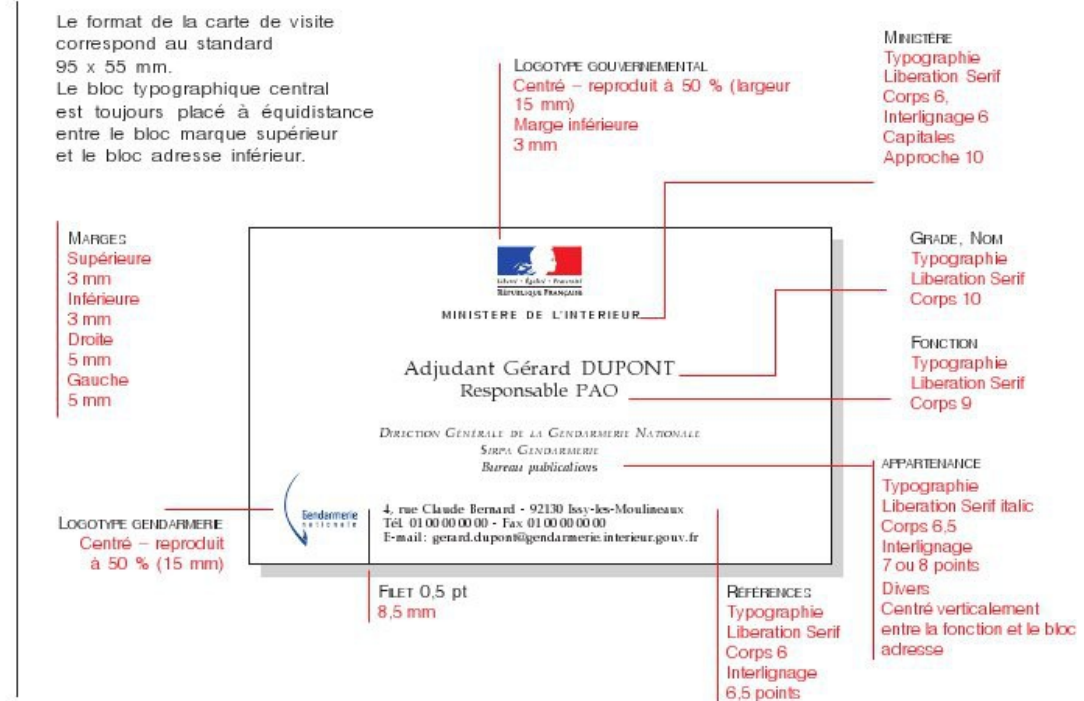 Le format de la carte de visite
correspond au standard
95 x 55 mm.
Le bloc typographique central
est toujours placé à équidistance
entre le bloc marque supérieur
et le bloc adresse inférieur.
LOGOTYPE GOUVERNEMENTAL
Centré – reproduit à 50 % (largeur
15 mm)
Marge inférieure
3 mm
MINISTÈRE
Typographie
Liberation Serif
Corps 6,
Interlignage 6
Capitales
Approche 10
MARGES
Supérieure
3 mm
Inférieure
3 mm
Droite
5 mm
Gauche
5 mm
Liberté • Égalité • Fraternité
RÉPUBLIQUE FRANÇAISE
MINISTERE DE L'INTERIEUR
Adjudant Gérard DUPONT
Responsable PAO
DIRECTION GÉNÉRALE DE LA GENDARMERIE NATIONALE
SIRPA GENDARMERIE
Bureau publications
Gendarmerie
nationale
4, rue Claude Bernard - 92130 Issy-les-Moulineaux
Tél. 01 00 00 00 00 - Fax 01 00 00 00 00
E-mail : gerard.dupont@gendarmerie.interieur.gouv.fr
GRADE, NOM
Typographie
Liberation Serif
Corps 10
FONCTION
Typographie
Liberation Serif
Corps 9
APPARTENANCE
Typographie
Liberation Serif italic
Corps 6,5
Interlignage
7 ou 8 points
Divers
Centré verticalement
entre la fonction et le bloc
adresse
LOGOTYPE GENDARMERIE
Centré – reproduit
à 50 % (15 mm)
FILET 0,5 pt
8,5 mm
RÉFÉRENCES
Typographie
Liberation Serif
Corps 6
Interlignage
6,5 points